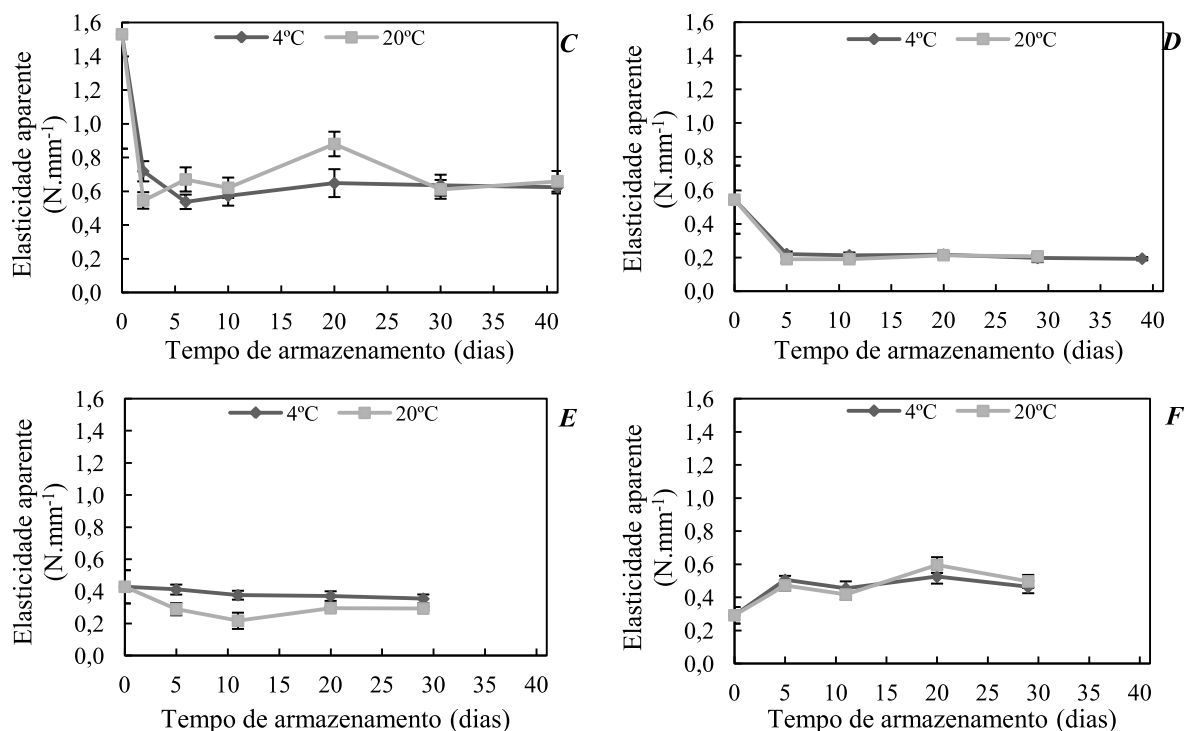 1,6
1,4
1,2
1,0
0,8
0,6
0,4
0,2
0,0
Elasticidade aparente
(N.mm-1)
4ºC 20ºC
C
0 5 10 15 20 25 30 35 40
Tempo de armazenamento (dias)
1,6
1,4
1,2
1,0
0,8
0,6
0,4
0,2
0,0
Elasticidade aparente
(N.mm-1)
4ºC 20ºC
D
0 5 10 15 20 25 30 35 40
Tempo de armazenamento (dias)
1,6
1,4
1,2
1,0
0,8
0,6
0,4
0,2
0,0
Elasticidade aparente
(N.mm-1)
4ºC 20ºC
E
0 5 10 15 20 25 30 35 40
Tempo de armazenamento (dias)
1,6
1,4
1,2
1,0
0,8
0,6
0,4
0,2
0,0
Elasticidade aparente
(N.mm-1)
4ºC 20ºC
F
0 5 10 15 20 25 30 35 40
Tempo de armazenamento (dias)